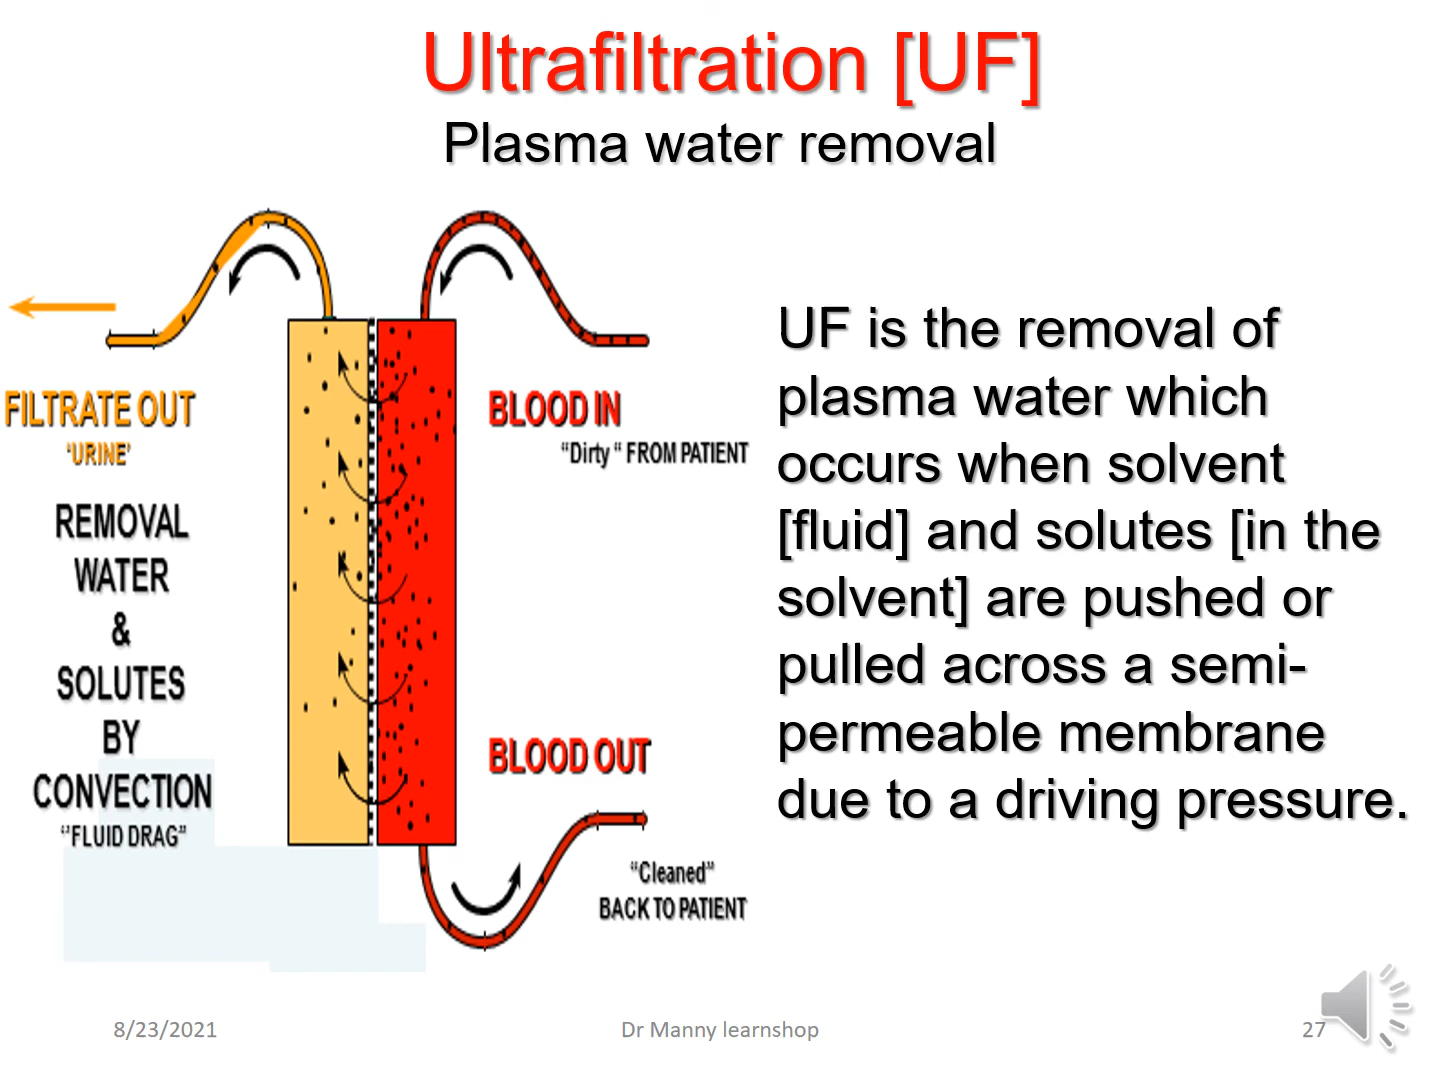 Ultrafiltration [UF]
Plasma water removal
FILTRATE OUT
‘URINE’
REMOVAL
WATER
&
SOLUTES
BY
CONVECTION
‘’FLUID DRAG”
BLOOD IN
“Dirty “ FROM PATIENT
BLOOD OUT
“Cleaned”
BACK TO PATIENT
UF is the removal of
plasma water which
occurs when solvent
[fluid] and solutes [in the
solvent] are pushed or
pulled across a semi-
permeable membrane
due to a driving pressure.
8/23/2021
Dr Manny learnshop
27